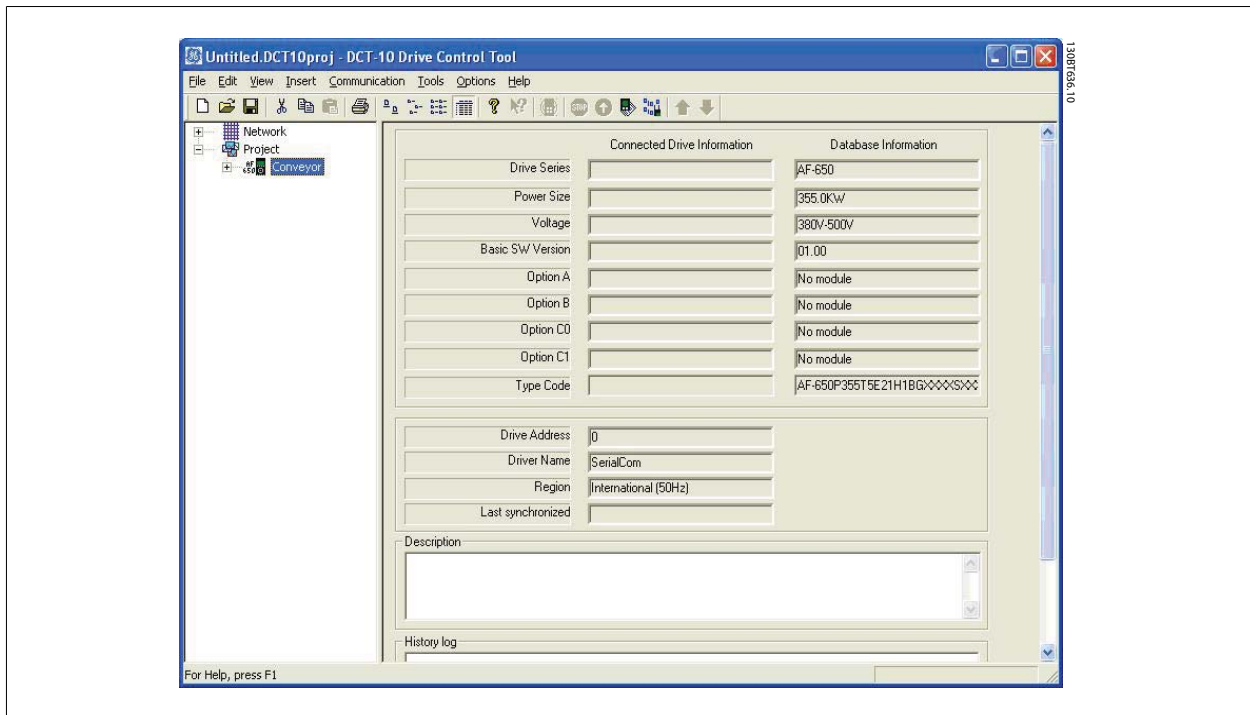 Untitled.DCT10proj - DCT-10 Drive Control Tool
130BT636.10
File Edit View Insert Communication Tools Options Help
STOP
Network
Project
Conveyor
Connected Drive Information Database Information
Drive Series AF-650
Power Size 355.0KW
Voltage 380V-500V
Basic SW Version 01.00
Option A No module
Option B No module
Option C0 No module
Option C1 No module
Type Code
Drive Address 0
Driver Name SerialCom
Region International (50Hz)
Last synchronized
Description
History log
For Help, press F1